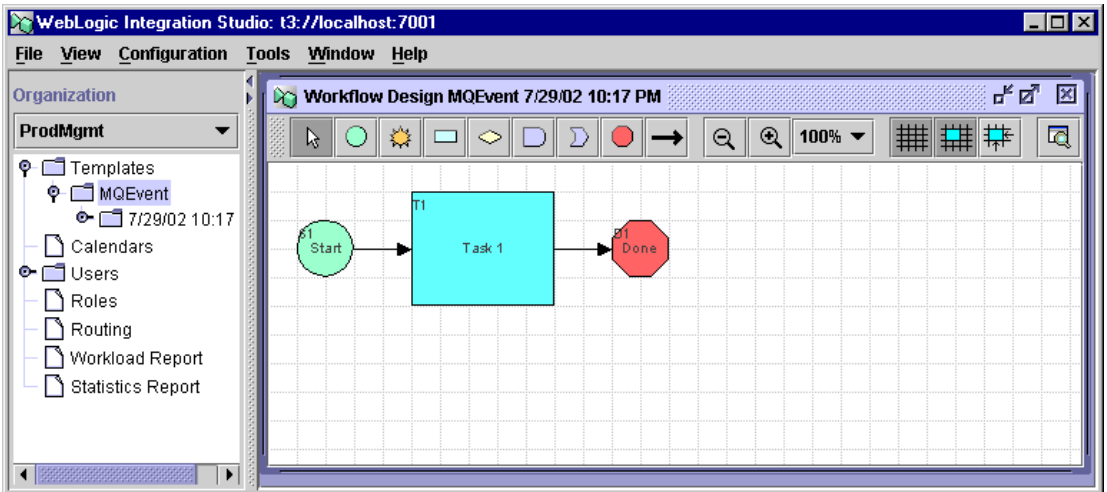 WebLogic Integration Studio: t3://localhost:7001
File View Configuration Tools Window Help
Organization
ProdMgmt
Templates
MQEvent
7/29/02 10:17
Calendars
Users
Roles
Routing
Workload Report
Statistics Report
Workflow Design MQEvent 7/29/02 10:17 PM
100%
S1
Start
T1
Task 1
D1
Done